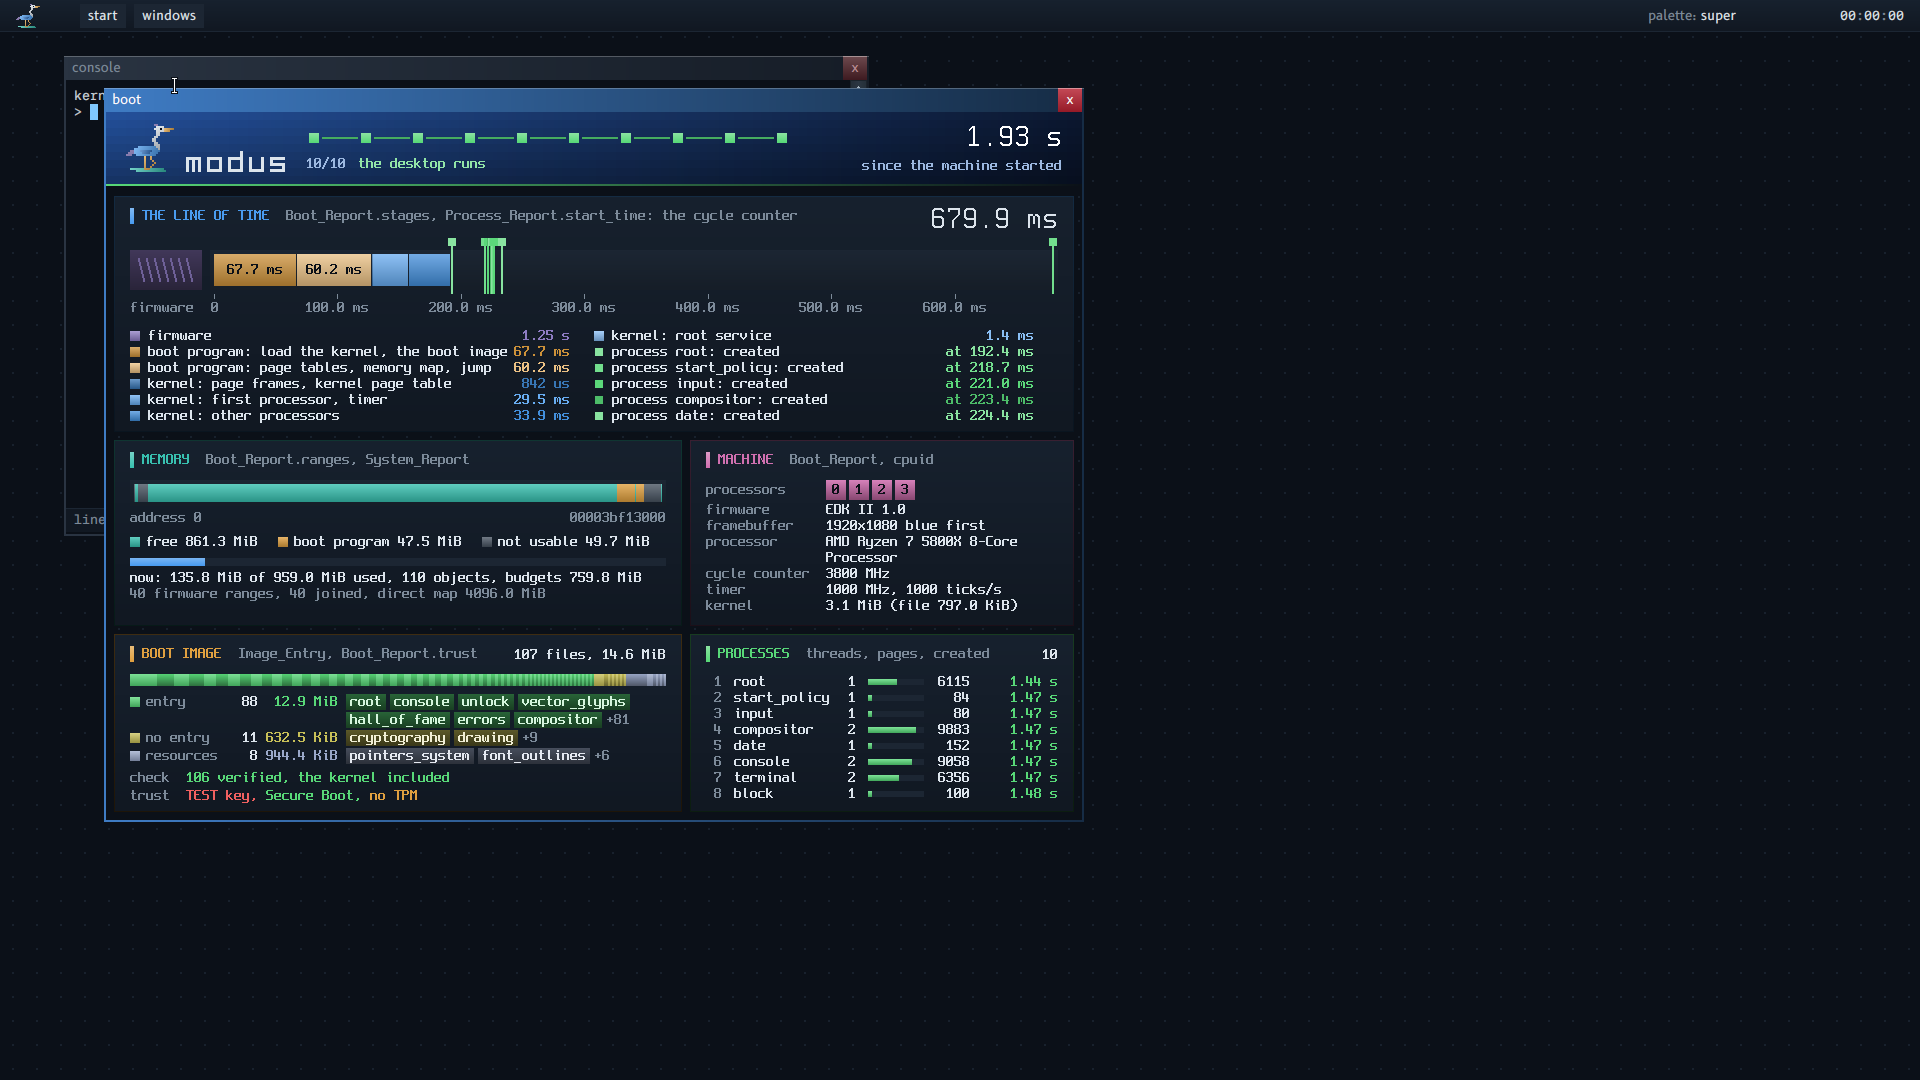 start windows palette: super 00:00:00
console x
kern
>
boot x
modus
10/10 the desktop runs
1.93 s
since the machine started
THE LINE OF TIME Boot_Report.stages, Process_Report.start_time: the cycle counter 679.9 ms
67.7 ms 60.2 ms
firmware 0 100.0 ms 200.0 ms 300.0 ms 400.0 ms 500.0 ms 600.0 ms
firmware 1.25 s
boot program: load the kernel, the boot image 67.7 ms
boot program: page tables, memory map, jump 60.2 ms
kernel: page frames, kernel page table 842 us
kernel: first processor, timer 29.5 ms
kernel: other processors 33.9 ms
kernel: root service 1.4 ms
process root: created at 192.4 ms
process start_policy: created at 218.7 ms
process input: created at 221.0 ms
process compositor: created at 223.4 ms
process date: created at 224.4 ms
MEMORY Boot_Report.ranges, System_Report
address 0 00003bf13000
free 861.3 MiB boot program 47.5 MiB not usable 49.7 MiB
now: 135.8 MiB of 959.0 MiB used, 110 objects, budgets 759.8 MiB
40 firmware ranges, 40 joined, direct map 4096.0 MiB
line
MACHINE Boot_Report, cpuid
processors 0 1 2 3
firmware EDK II 1.0
framebuffer 1920x1080 blue first
processor AMD Ryzen 7 5800X 8-Core
Processor
cycle counter 3800 MHz
timer 1000 MHz, 1000 ticks/s
kernel 3.1 MiB (file 797.0 KiB)
BOOT IMAGE Image_Entry, Boot_Report.trust 107 files, 14.6 MiB
entry 88 12.9 MiB root console unlock vector_glyphs
hall_of_fame errors compositor +81
no entry 11 632.5 KiB cryptography drawing +9
resources 8 944.4 KiB pointers_system font_outlines +6
check 106 verified, the kernel included
trust TEST key, Secure Boot, no TPM
PROCESSES threads, pages, created 10
1 root 1 6115 1.44 s
2 start_policy 1 84 1.47 s
3 input 1 80 1.47 s
4 compositor 2 9883 1.47 s
5 date 1 152 1.47 s
6 console 2 9058 1.47 s
7 terminal 2 6356 1.47 s
8 block 1 100 1.48 s